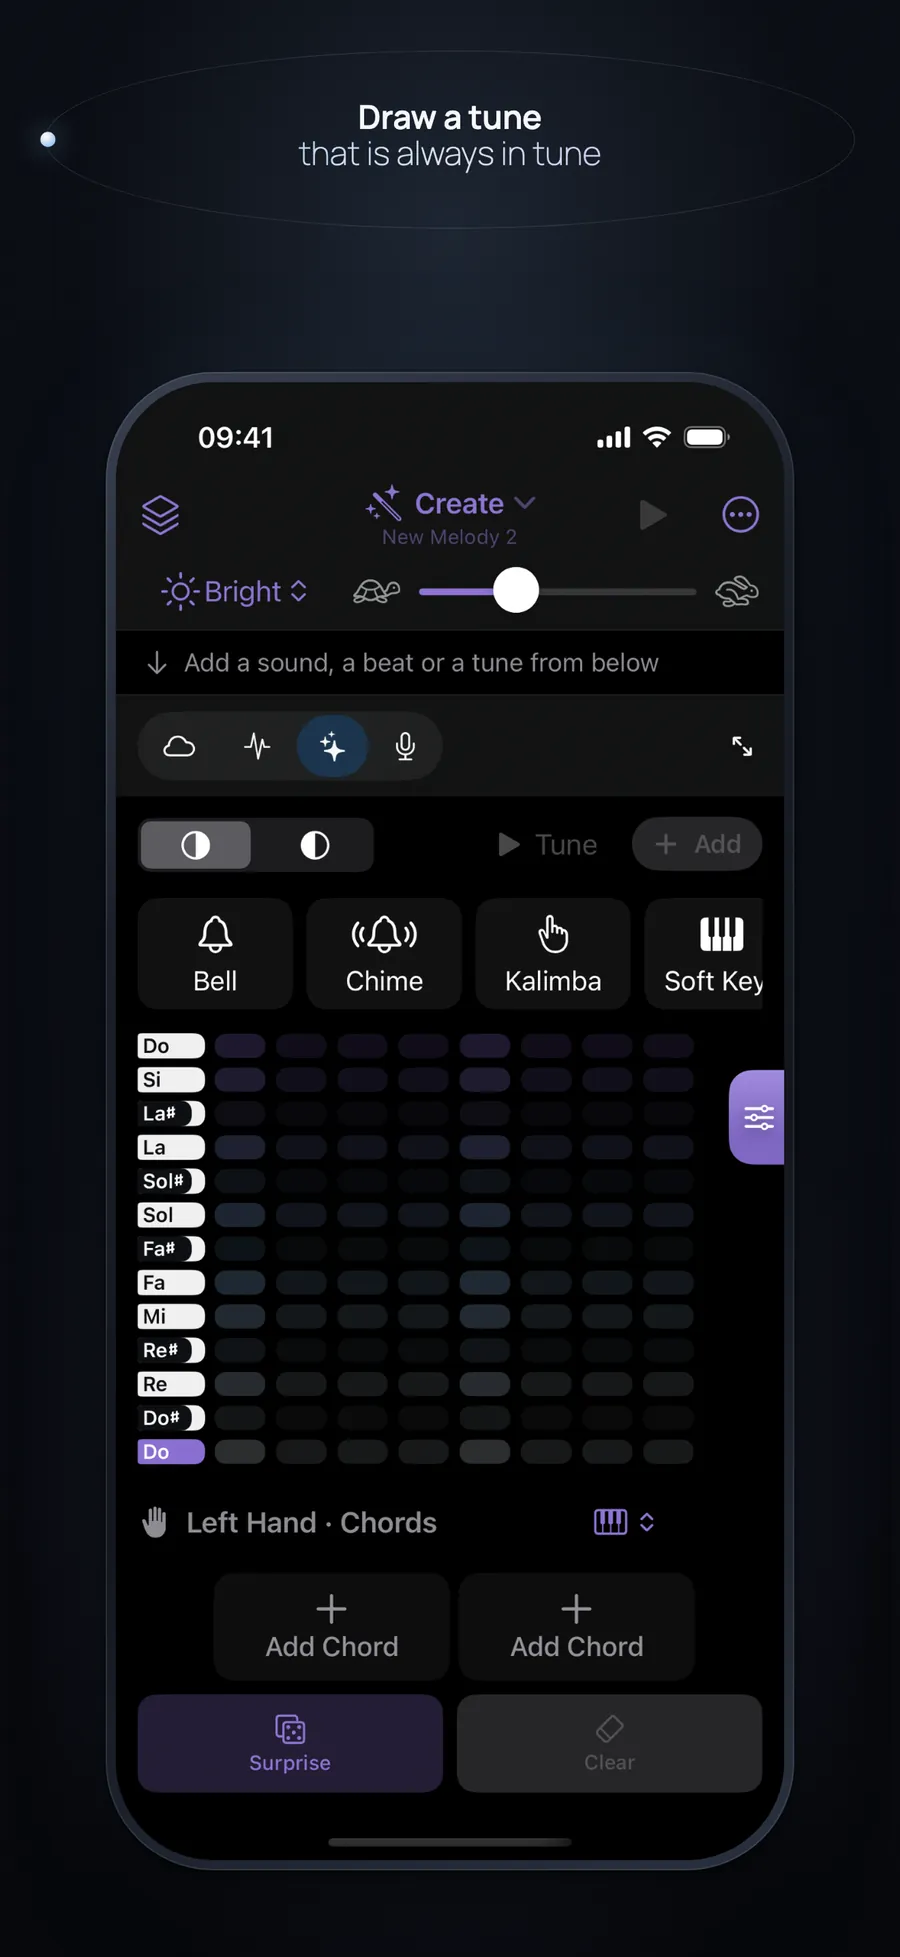 Draw a tune
that is always in tune
09:41
Create
New Melody 2
Bright
Add a sound, a beat or a tune from below
Tune
+ Add
Bell
Chime
Kalimba
Soft Key
Do
Si
La#
La
Sol#
Sol
Fa#
Fa
Mi
Re#
Re
Do#
Do
Left Hand · Chords
Add Chord
Add Chord
Surprise
Clear